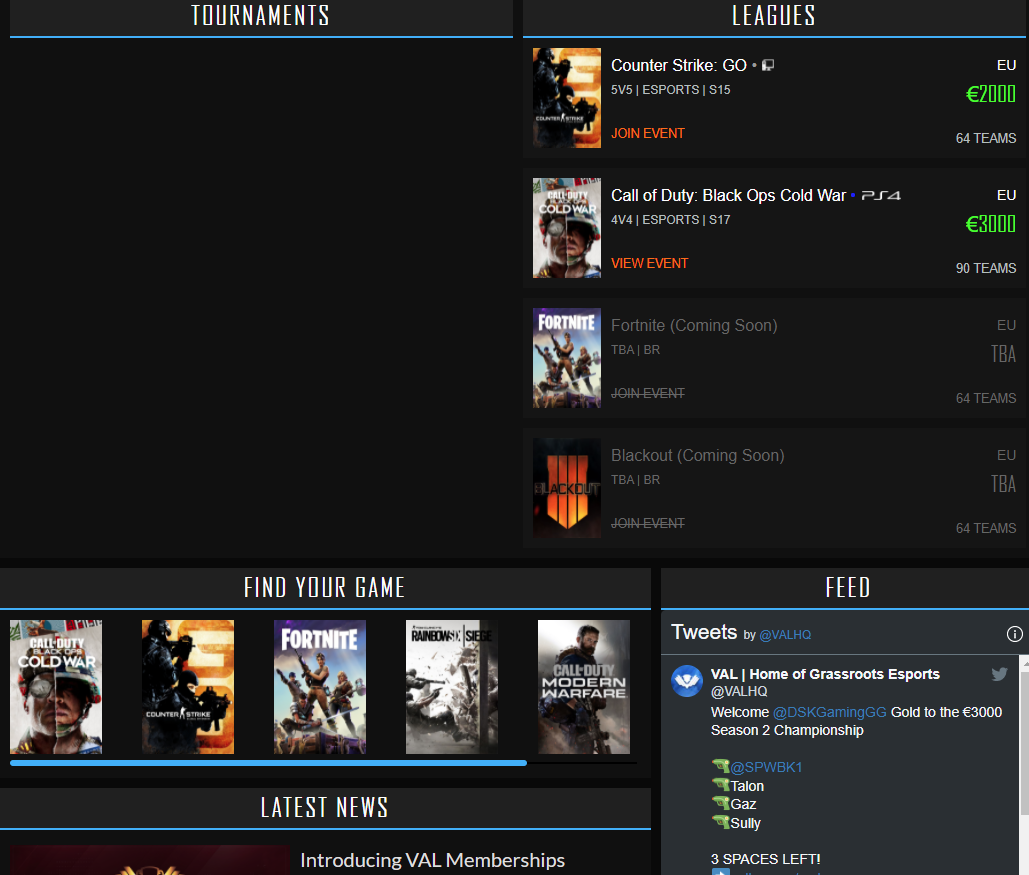 TOURNAMENTS
LEAGUES
COUNTER STRIKE
Counter Strike: GO •
EU
5V5 | ESPORTS | S15
€2000
JOIN EVENT
64 TEAMS
CALL OF DUTY
BLACK OPS
COLD WAR
Call of Duty: Black Ops Cold War • PS4
EU
4V4 | ESPORTS | S17
€3000
VIEW EVENT
90 TEAMS
FORTNITE
Fortnite (Coming Soon)
EU
TBA | BR
TBA
JOIN EVENT
64 TEAMS
BLACKOUT
Blackout (Coming Soon)
EU
TBA | BR
TBA
JOIN EVENT
64 TEAMS
FIND YOUR GAME
CALL OF DUTY
BLACK OPS
COLD WAR
COUNTER STRIKE
FORTNITE
RAINBOW SIX SIEGE
CALL OF DUTY
MODERN
WARFARE
LATEST NEWS
Introducing VAL Memberships
FEED
Tweets by @VALHQ
VAL | Home of Grassroots Esports
@VALHQ
Welcome @DSKGamingGG Gold to the €3000
Season 2 Championship
@SPWBK1
Talon
Gaz
Sully
3 SPACES LEFT!